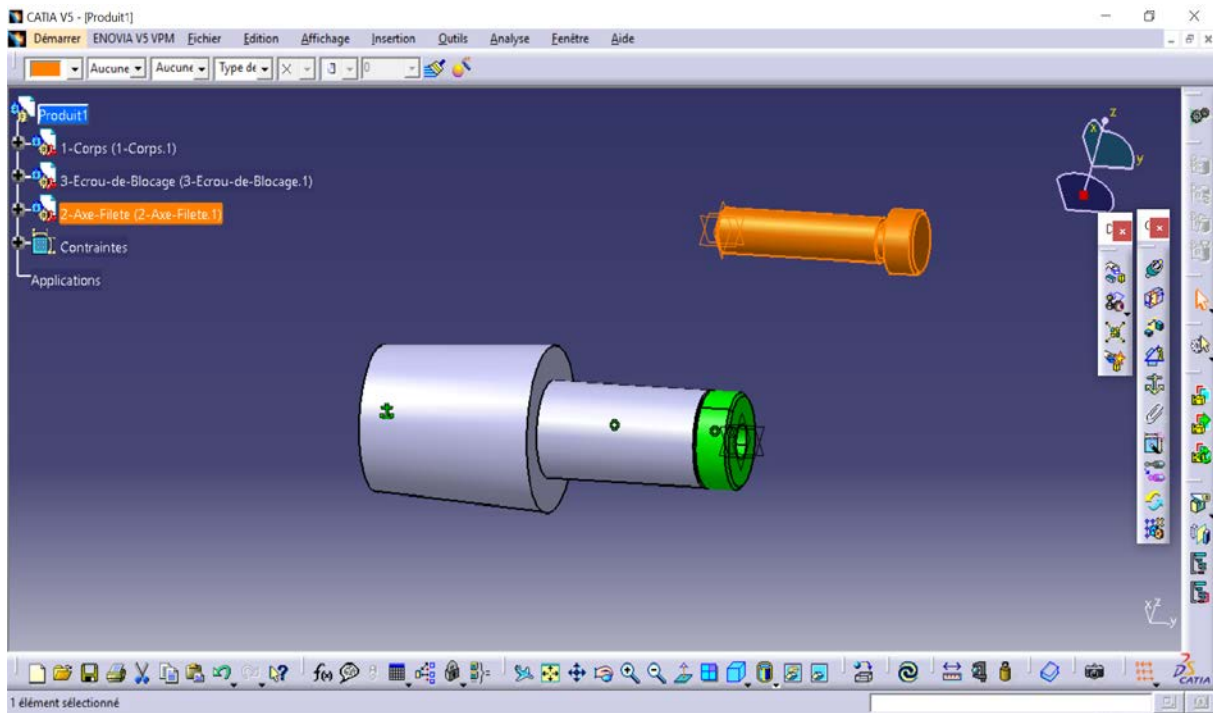 CATIA V5 - [Produit1]
Démarrer ENOVIA V5 VPM Fichier Edition Affichage Insertion Outils Analyse Fenêtre Aide
Aucune Aucune Type de 0
Produit1
1-Corps (1-Corps.1)
3-Ecrou-de-Blocage (3-Ecrou-de-Blocage.1)
2-Axe-Filete (2-Axe-Filete.1)
Contraintes
Applications
z
x
y
D
x z
y
f(x)
CATIA
1 élément sélectionné